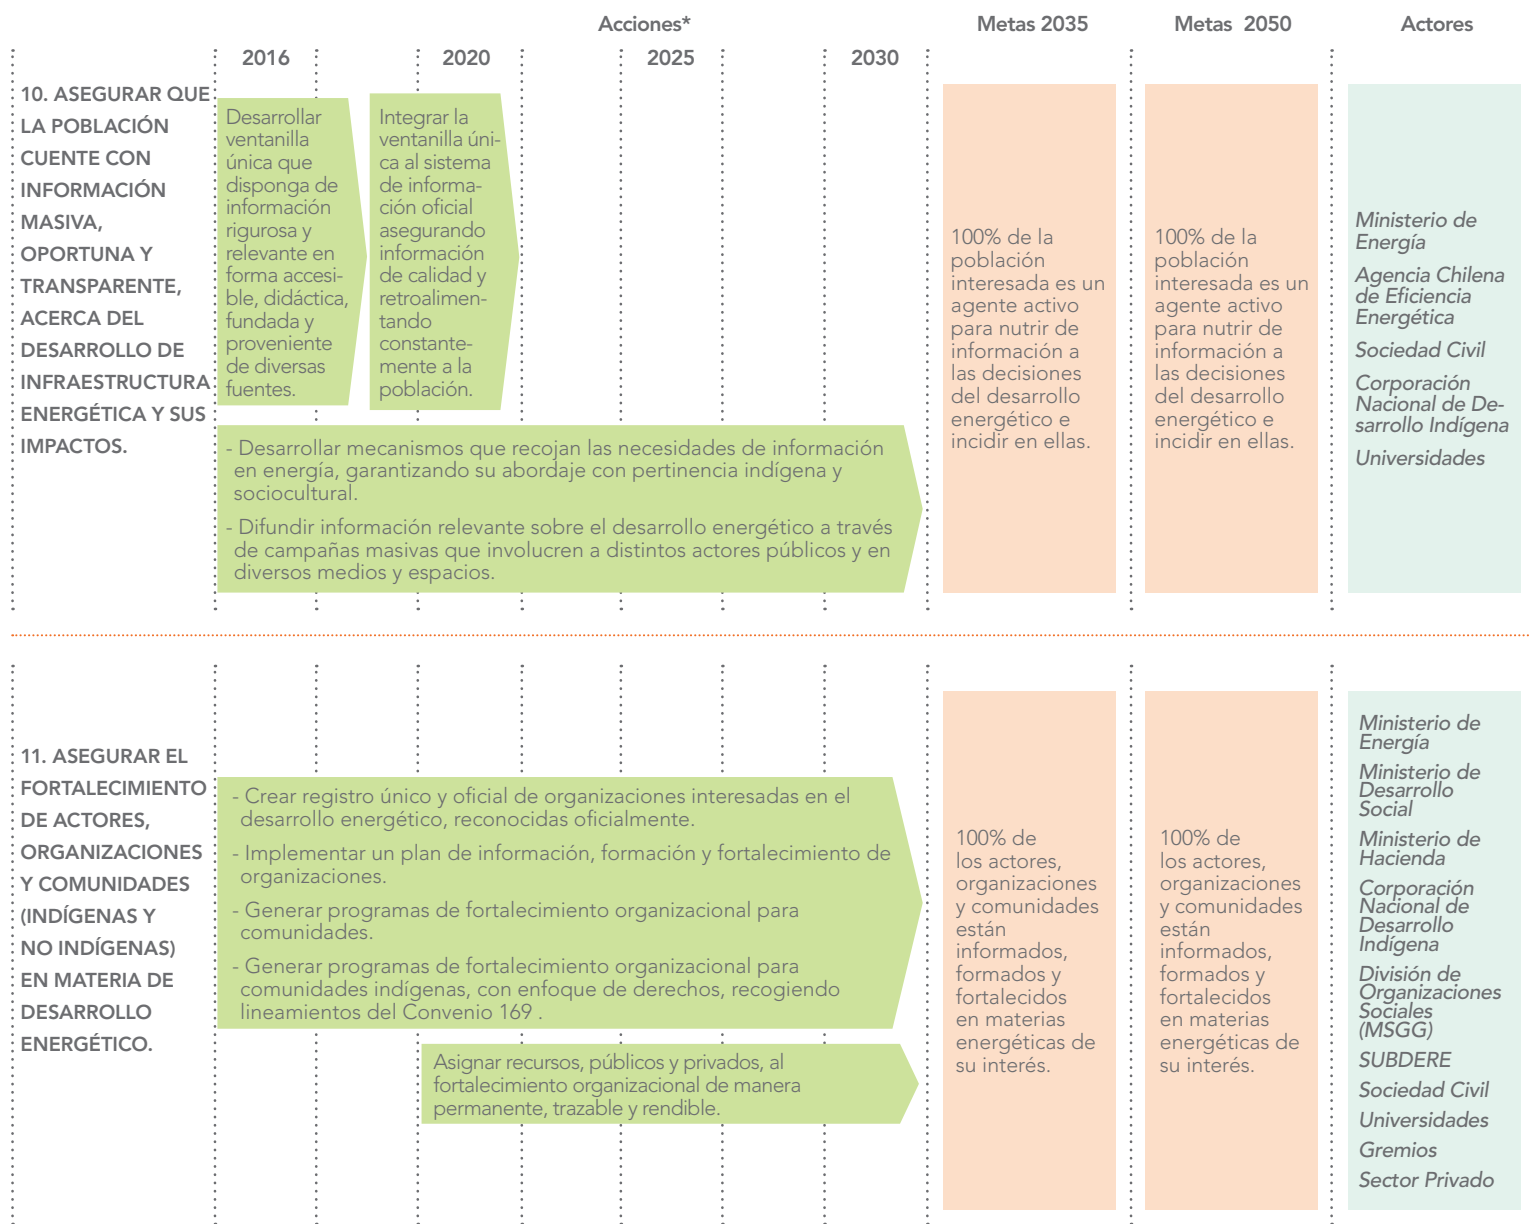 Acciones*
Metas 2035
Metas 2050
Actores
2016
2020
2025
2030
10. ASEGURAR QUE
LA POBLACIÓN
CUENTE CON
INFORMACIÓN
MASIVA,
OPORTUNA Y
TRANSPARENTE,
ACERCA DEL
DESARROLLO DE
INFRAESTRUCTURA
ENERGÉTICA Y SUS
IMPACTOS.
Desarrollar
ventanilla
única que
disponga de
información
rigurosa y
relevante en
forma accesi-
ble, didáctica,
fundada y
proveniente
de diversas
fuentes.
Integrar la
ventanilla úni-
ca al sistema
de informa-
ción oficial
asegurando
información
de calidad y
retroalimen-
tando
constante-
mente a la
población.
- Desarrollar mecanismos que recojan las necesidades de información
en energía, garantizando su abordaje con pertinencia indígena y
sociocultural.
- Difundir información relevante sobre el desarrollo energético a través
de campañas masivas que involucren a distintos actores públicos y en
diversos medios y espacios.
100% de la
población
interesada es un
agente activo
para nutrir de
información a
las decisiones
del desarrollo
energético e
incidir en ellas.
100% de la
población
interesada es un
agente activo
para nutrir de
información a
las decisiones
del desarrollo
energético e
incidir en ellas.
Ministerio de
Energía
Agencia Chilena
de Eficiencia
Energética
Sociedad Civil
Corporación
Nacional de De-
sarrollo Indígena
Universidades
11. ASEGURAR EL
FORTALECIMIENTO
DE ACTORES,
ORGANIZACIONES
Y COMUNIDADES
(INDÍGENAS Y
NO INDÍGENAS)
EN MATERIA DE
DESARROLLO
ENERGÉTICO.
- Crear registro único y oficial de organizaciones interesadas en el
desarrollo energético, reconocidas oficialmente.
- Implementar un plan de información, formación y fortalecimiento de
organizaciones.
- Generar programas de fortalecimiento organizacional para
comunidades.
- Generar programas de fortalecimiento organizacional para
comunidades indígenas, con enfoque de derechos, recogiendo
lineamientos del Convenio 169 .
Asignar recursos, públicos y privados, al
fortalecimiento organizacional de manera
permanente, trazable y rendible.
100% de
los actores,
organizaciones
y comunidades
están
informados,
formados y
fortalecidos
en materias
energéticas de
su interés.
100% de
los actores,
organizaciones
y comunidades
están
informados,
formados y
fortalecidos
en materias
energéticas de
su interés.
Ministerio de
Energía
Ministerio de
Desarrollo
Social
Ministerio de
Hacienda
Corporación
Nacional de
Desarrollo
Indígena
División de
Organizaciones
Sociales
(MSGG)
SUBDERE
Sociedad Civil
Universidades
Gremios
Sector Privado